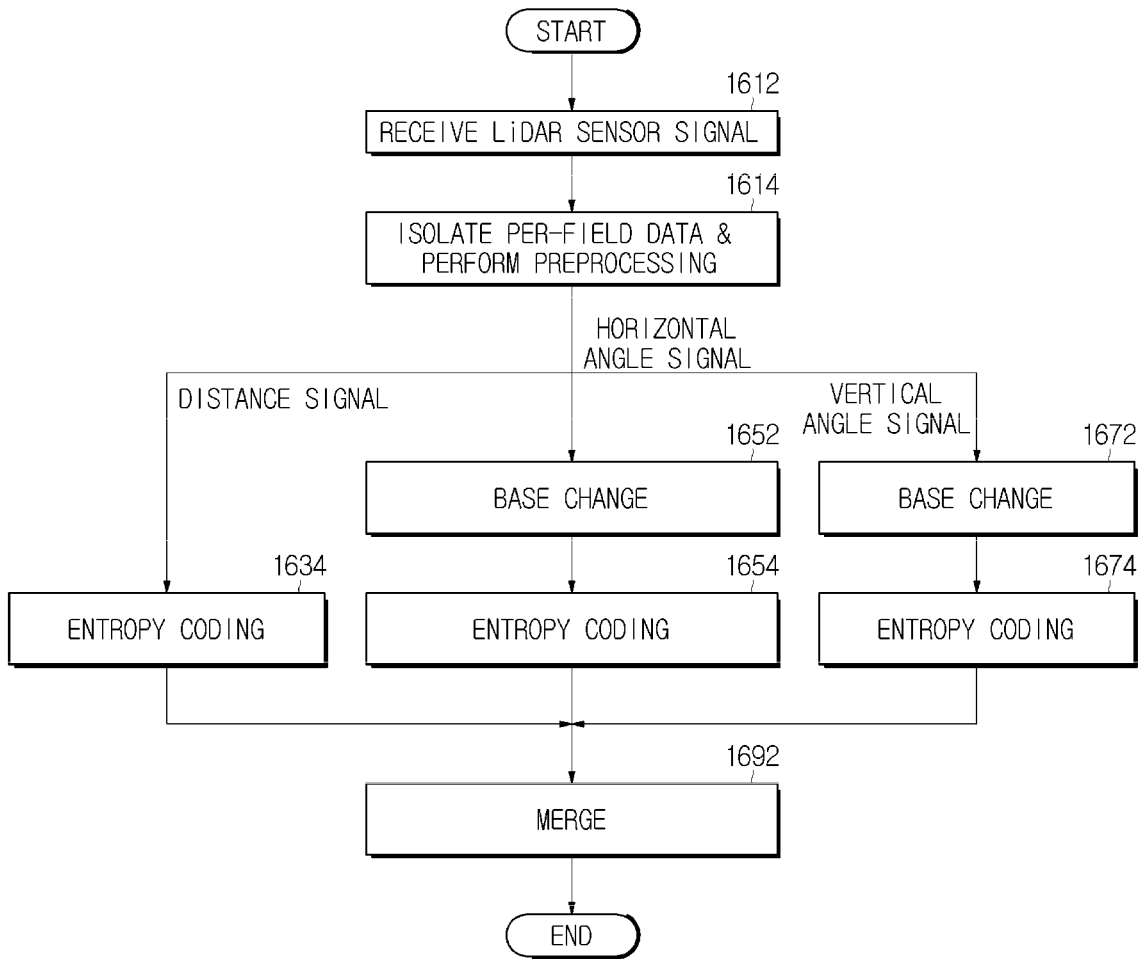 START
1612
RECEIVE LiDAR SENSOR SIGNAL
1614
ISOLATE PER-FIELD DATA &
PERFORM PREPROCESSING
HORIZONTAL
ANGLE SIGNAL
DISTANCE SIGNAL
VERTICAL
ANGLE SIGNAL
1652
BASE CHANGE
1672
BASE CHANGE
1634
ENTROPY CODING
1654
ENTROPY CODING
1674
ENTROPY CODING
1692
MERGE
END